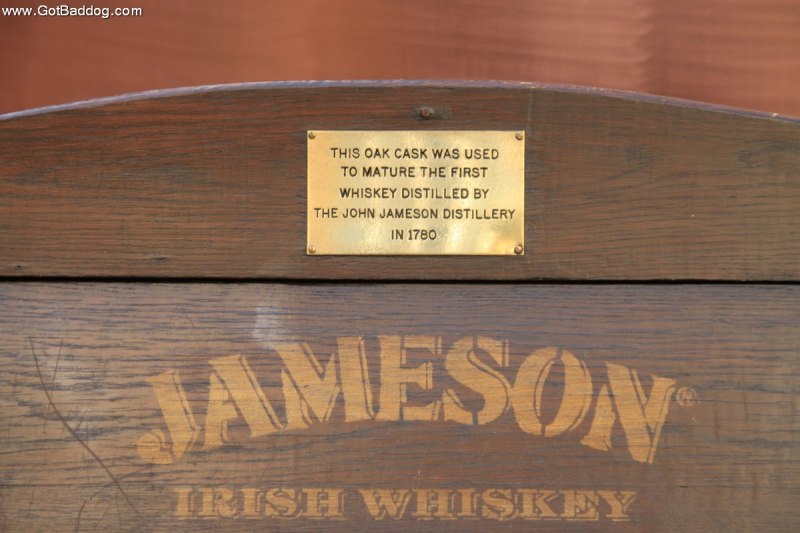 www.GotBaddog.com
THIS OAK CASK WAS USED
TO MATURE THE FIRST
WHISKEY DISTILLED BY
THE JOHN JAMESON DISTILLERY
IN 1780
JAMESON®
IRISH WHISKEY